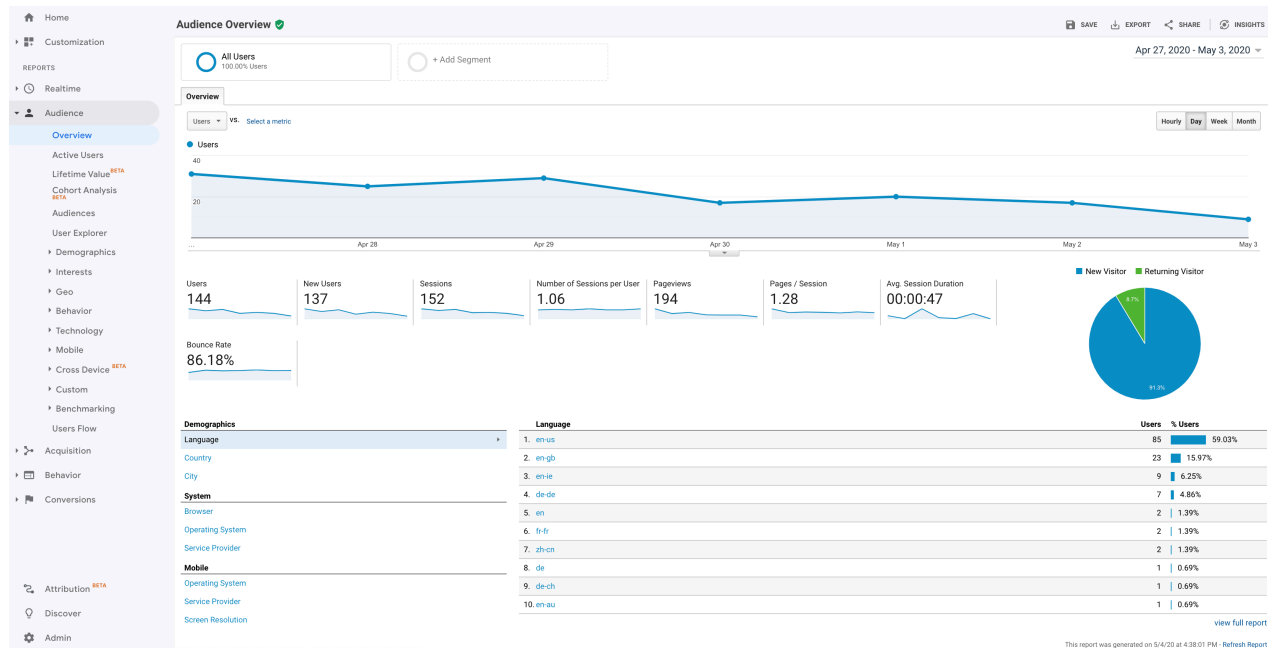 Home
Customization
REPORTS
Realtime
Audience
Overview
Active Users
Lifetime Value BETA
Cohort Analysis
BETA
Audiences
User Explorer
Demographics
Interests
Geo
Behavior
Technology
Mobile
Cross Device BETA
Custom
Benchmarking
Users Flow
Acquisition
Behavior
Conversions
Attribution BETA
Discover
Admin
Audience Overview
SAVE EXPORT SHARE INSIGHTS
All Users
100.00% Users
+ Add Segment
Apr 27, 2020 - May 3, 2020
Overview
Users VS. Select a metric
Hourly Day Week Month
Users
40
20
... Apr 28 Apr 29 Apr 30 May 1 May 2 May 3
New Visitor Returning Visitor
8.7%
91.3%
Users
144
New Users
137
Sessions
152
Number of Sessions per User
1.06
Pageviews
194
Pages / Session
1.28
Avg. Session Duration
00:00:47
Bounce Rate
86.18%
Demographics
Language
Country
City
System
Browser
Operating System
Service Provider
Mobile
Operating System
Service Provider
Screen Resolution
Language Users % Users
1. en-us 85 59.03%
2. en-gb 23 15.97%
3. en-ie 9 6.25%
4. de-de 7 4.86%
5. en 2 1.39%
6. fr-fr 2 1.39%
7. zh-cn 2 1.39%
8. de 1 0.69%
9. de-ch 1 0.69%
10. en-au 1 0.69%
view full report
This report was generated on 5/4/20 at 4:38:01 PM - Refresh Report